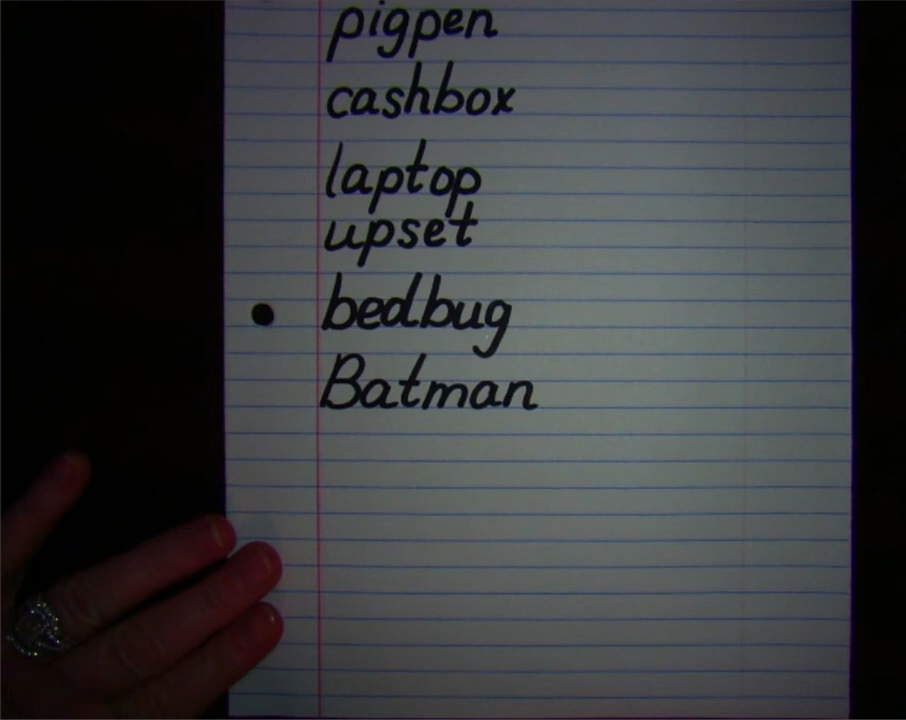 pigpen
cashbox
laptop
upset
bedbug
Batman